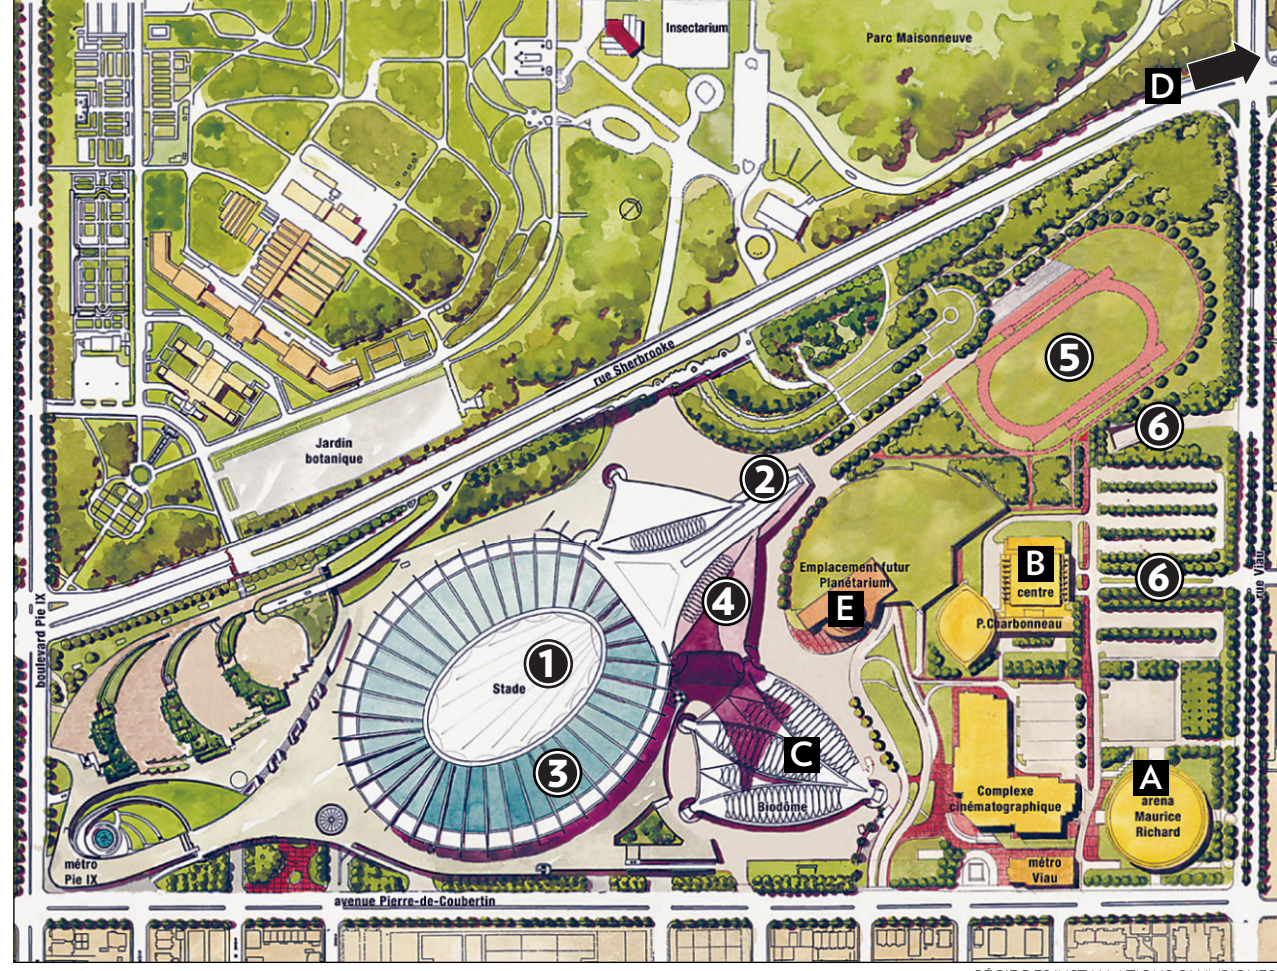 Insectarium
Parc Maisonneuve
D
rue Sherbrooke
5
Jardin
botanique
6
2
Emplacement futur
Planétarium
E
B
centre
P.Charbonneau
6
rue Viau
4
boulevard Pie IX
1
Stade
3
C
Biodôme
Complexe
cinématographique
A
arena
Maurice
Richard
métro
Pie IX
métro
Viau
avenue Pierre-de-Coubertin